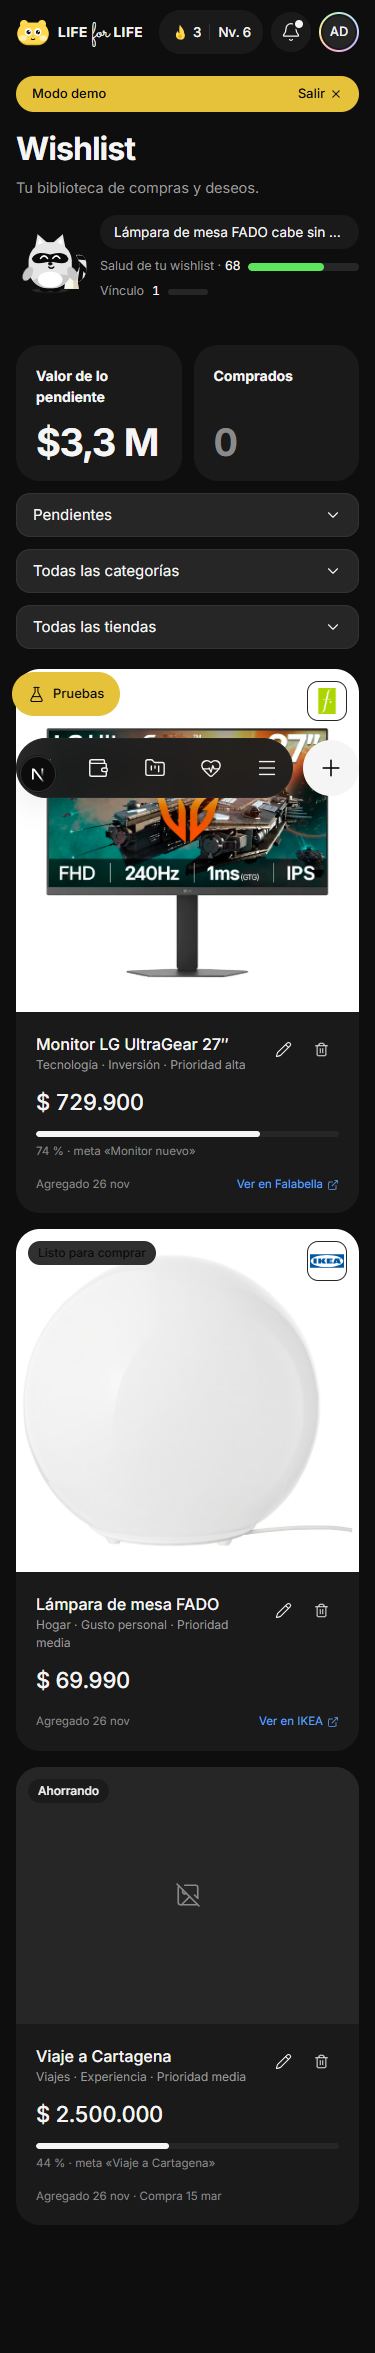 LIFE for LIFE
3
Nv. 6
AD
Modo demo
Salir
Wishlist
Tu biblioteca de compras y deseos.
Lámpara de mesa FADO cabe sin ...
Salud de tu wishlist · 68
Vínculo 1
Valor de lo
pendiente
$3,3 M
Comprados
0
Pendientes
Todas las categorías
Todas las tiendas
Pruebas
27"
N
FHD
240Hz
1ms(GTG)
IPS
Monitor LG UltraGear 27″
Tecnología · Inversión · Prioridad alta
$ 729.900
74 % · meta «Monitor nuevo»
Agregado 26 nov
Ver en Falabella
Listo para comprar
IKEA
Lámpara de mesa FADO
Hogar · Gusto personal · Prioridad
media
$ 69.990
Agregado 26 nov
Ver en IKEA
Ahorrando
Viaje a Cartagena
Viajes · Experiencia · Prioridad media
$ 2.500.000
44 % · meta «Viaje a Cartagena»
Agregado 26 nov · Compra 15 mar